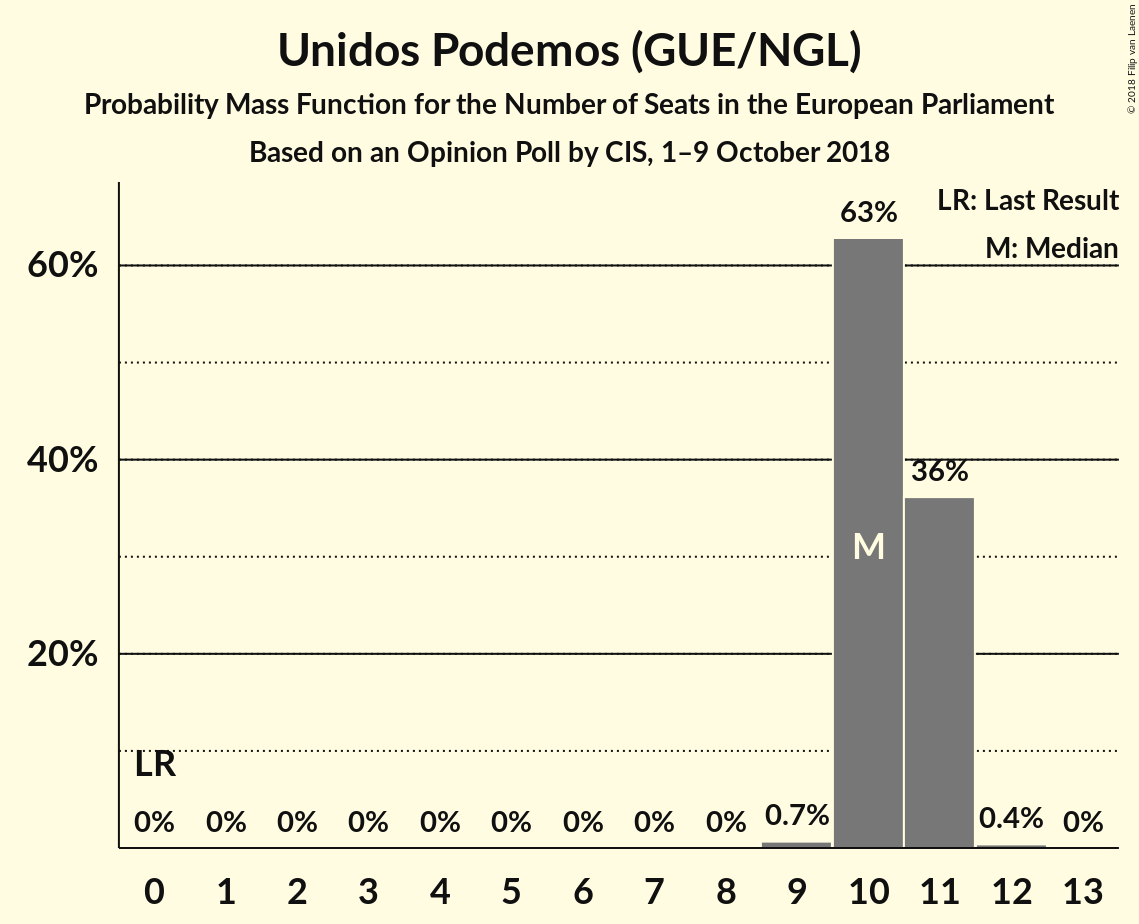 Unidos Podemos (GUE/NGL)
Probability Mass Function for the Number of Seats in the European Parliament
Based on an Opinion Poll by CIS, 1–9 October 2018
© 2018 Filip van Laenen
LR: Last Result
M: Median
63%
60%
40%
36%
M
20%
LR
0% 0% 0% 0% 0% 0% 0% 0% 0% 0.7% 0.4% 0%
0 1 2 3 4 5 6 7 8 9 10 11 12 13